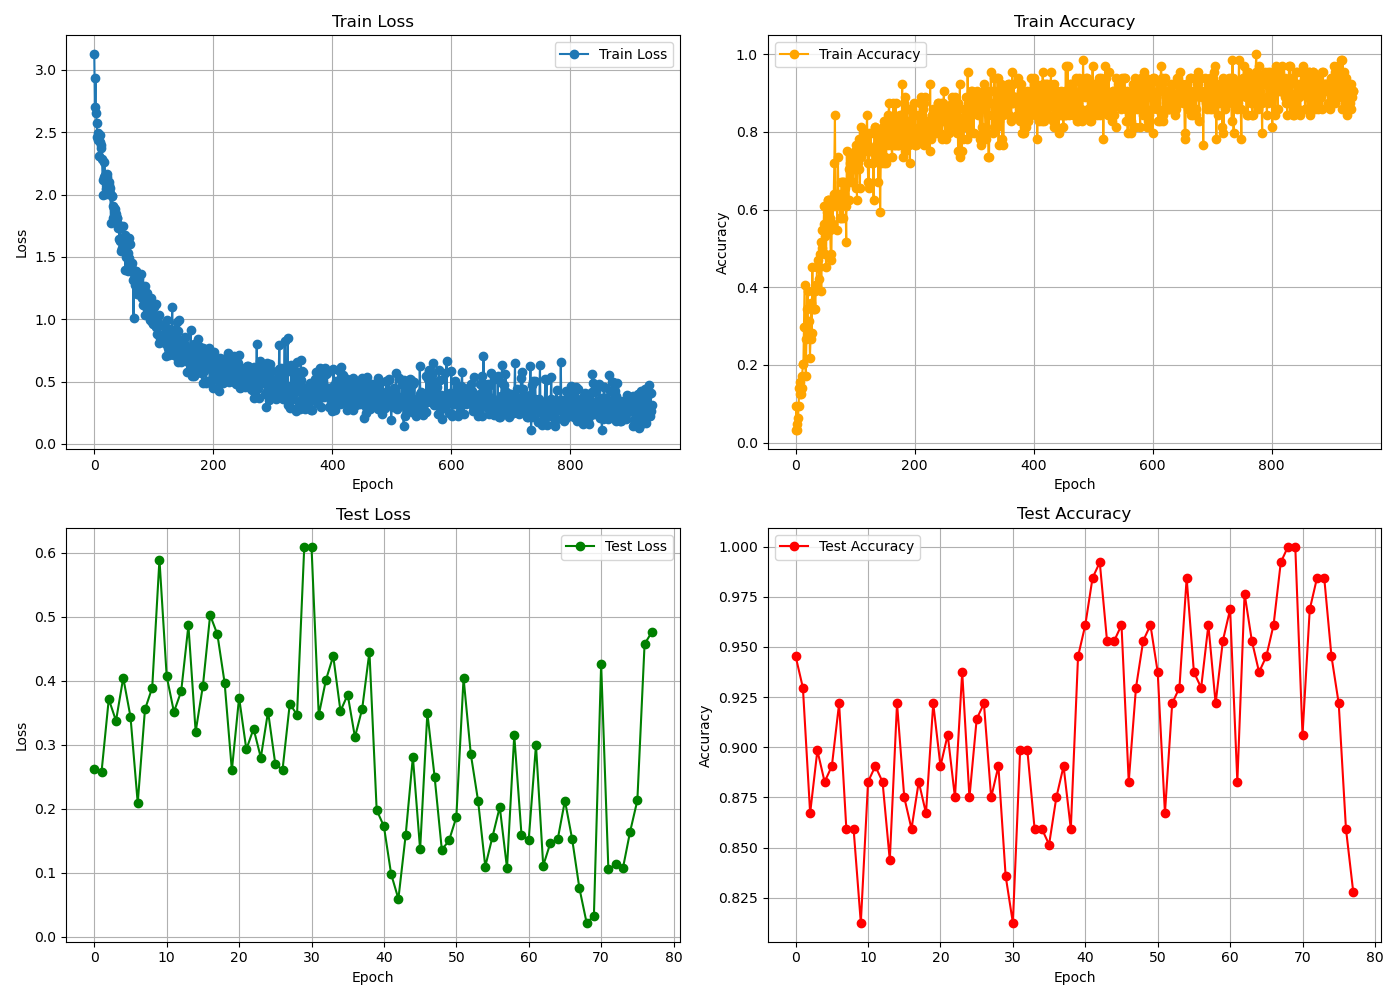 Train Loss
Train Loss
3.0
2.5
2.0
1.5
1.0
0.5
0.0
Loss
0 200 400 600 800
Epoch
Train Accuracy
Train Accuracy
1.0
0.8
0.6
0.4
0.2
0.0
Accuracy
0 200 400 600 800
Epoch
Test Loss
Test Loss
0.6
0.5
0.4
0.3
0.2
0.1
0.0
Loss
0 10 20 30 40 50 60 70 80
Epoch
Test Accuracy
Test Accuracy
1.000
0.975
0.950
0.925
0.900
0.875
0.850
0.825
Accuracy
0 10 20 30 40 50 60 70 80
Epoch